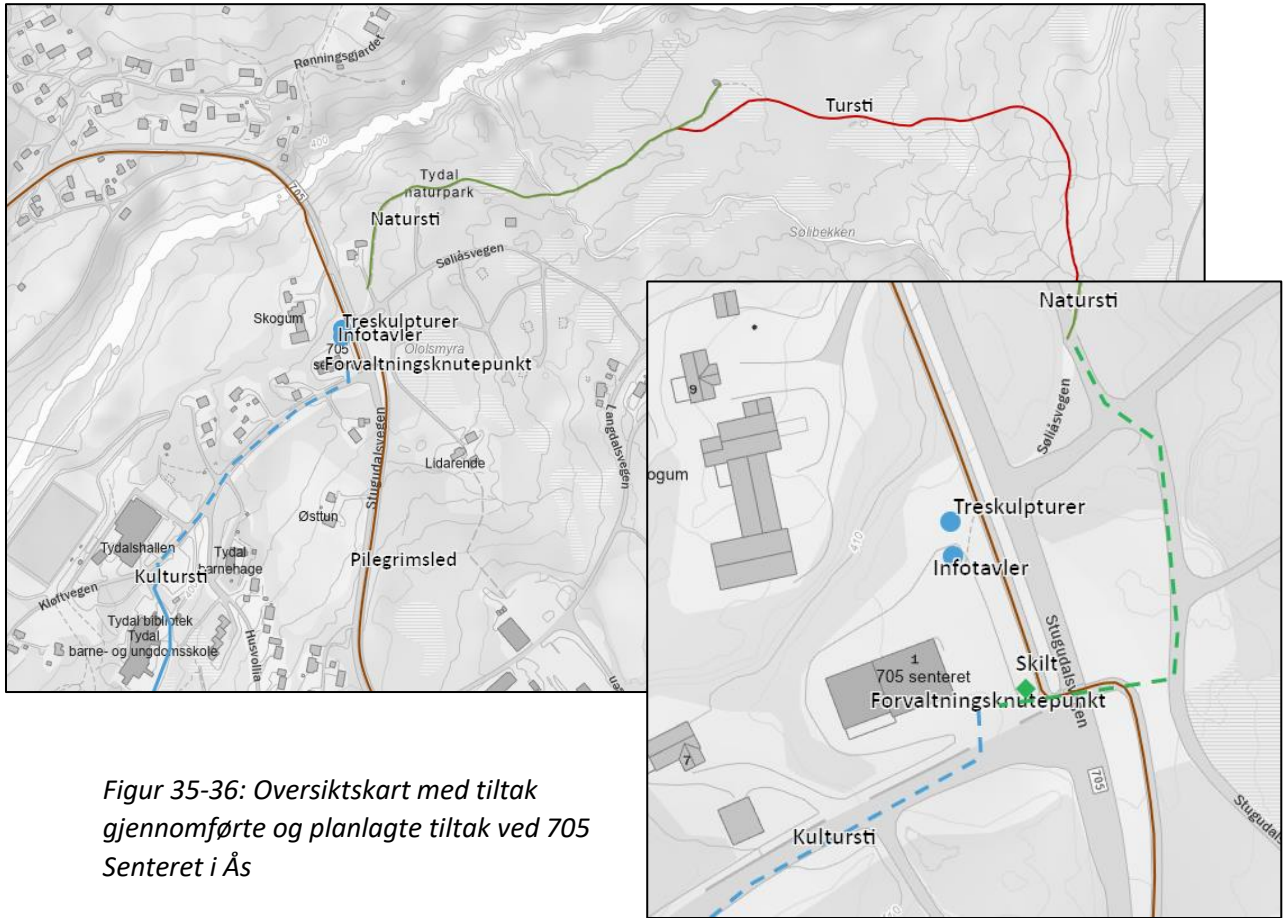 Rønningsgjardet
400
Tursti
705
Tydal
naturpark
Natursti
Sølibekken
Søliåsvegen
Skogum
Treskulpturer
Infotavler
705
Ololsmyra
Forvaltningsknutepunkt
Stugudalsvegen
Langdalsvegen
Lidarende
Østtun
Tydalshallen
Tydal
barnehage
Pilegrimsled
Kultursti
Kløftvegen
Tydal bibliotek
Tydal
barne- og ungdomsskole
Husvollia
Natursti
9
Søliåsvegen
ogum
Treskulpturer
410
Infotavler
Stugudalsvegen
1
Skilt
705 senteret
Forvaltningsknutepunkt
7
705
Kultursti
Figur 35-36: Oversiktskart med tiltak
gjennomførte og planlagte tiltak ved 705
Senteret i Ås